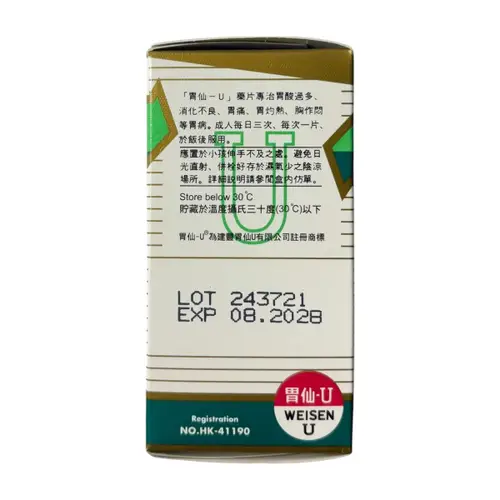 「胃仙－U」藥片專治胃酸過多、
消化不良、胃痛、胃灼熱、胸作悶
等胃病。成人每日三次、每次一片、
於飯後服用。
應置於小孩伸手不及之處。避免日
光直射、併栓好存於濕氣少之陰涼
場所。詳細說明請參閱盒内仿單。
Store below 30℃
貯藏於溫度攝氏三十度(30℃)以下
胃仙-U®為建豐胃仙U有限公司註冊商標
U
LOT 243721
EXP 08.2028
胃仙-U
WEISEN
U
Registration
NO.HK-41190